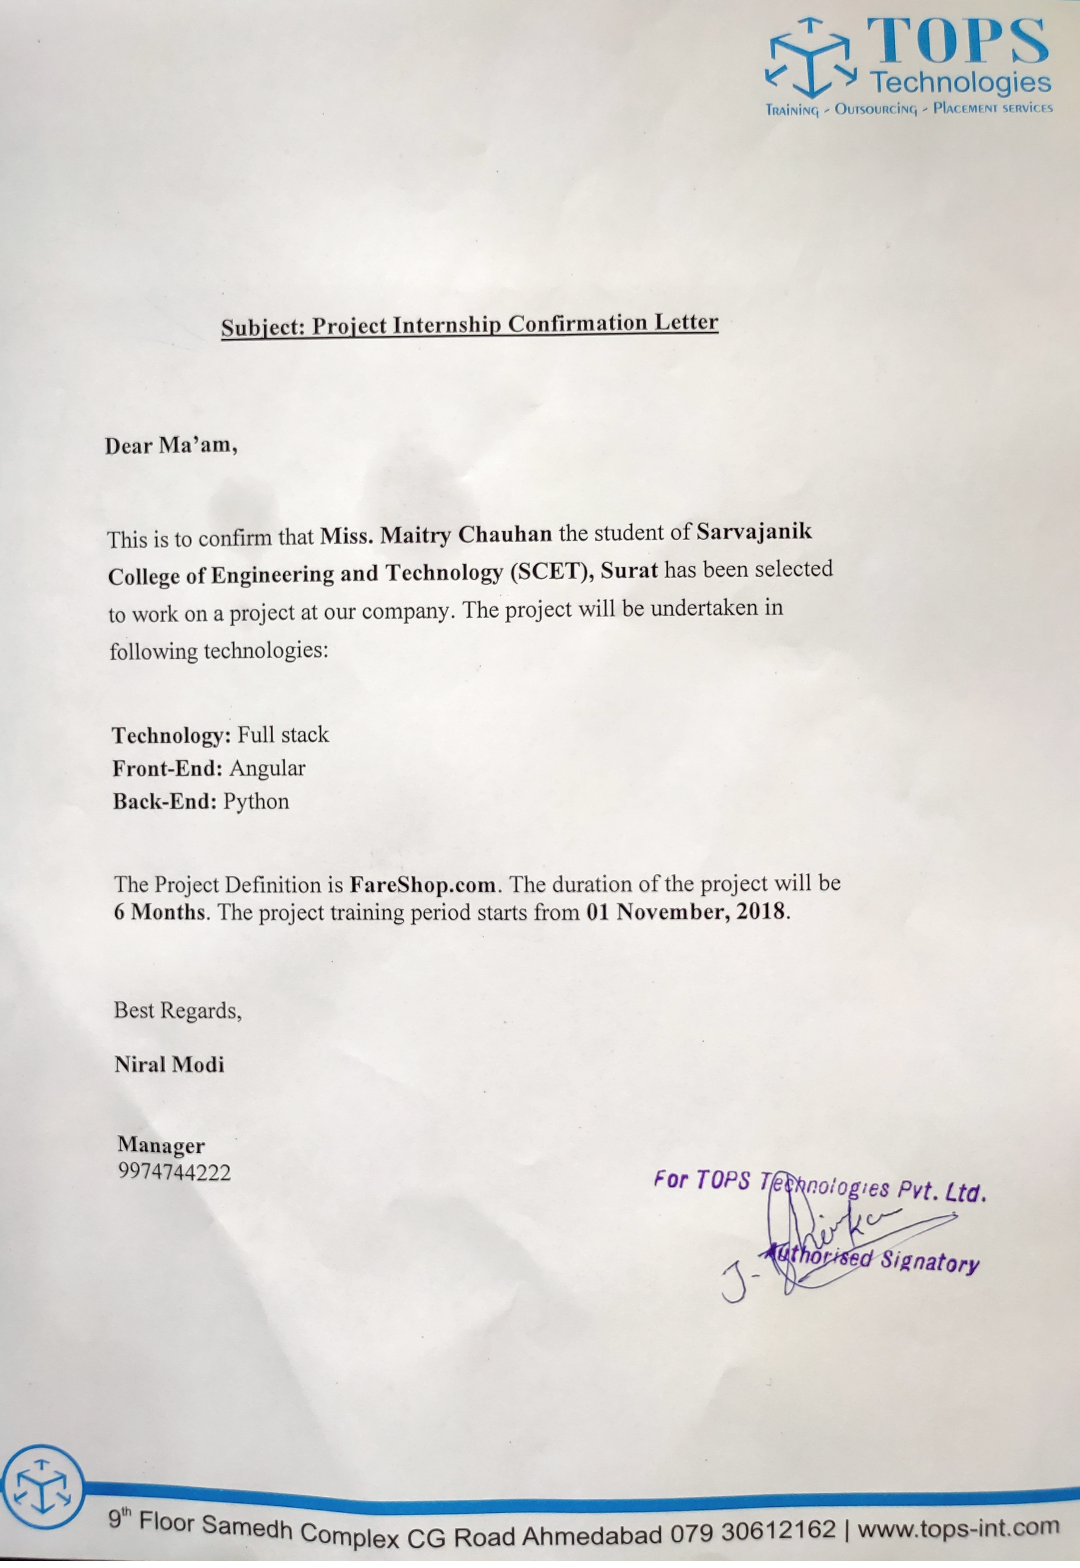 TOPS
Technologies
TRAINING - OUTSOURCING - PLACEMENT SERVICES
Subject: Project Internship Confirmation Letter
Dear Ma’am,
This is to confirm that Miss. Maitry Chauhan the student of Sarvajanik
College of Engineering and Technology (SCET), Surat has been selected
to work on a project at our company. The project will be undertaken in
following technologies:
Technology: Full stack
Front-End: Angular
Back-End: Python
The Project Definition is FareShop.com. The duration of the project will be
6 Months. The project training period starts from 01 November, 2018.
Best Regards,
Niral Modi
Manager
9974744222
For TOPS Technologies Pvt. Ltd.
Authorised Signatory
9th Floor Samedh Complex CG Road Ahmedabad 079 30612162 | www.tops-int.com